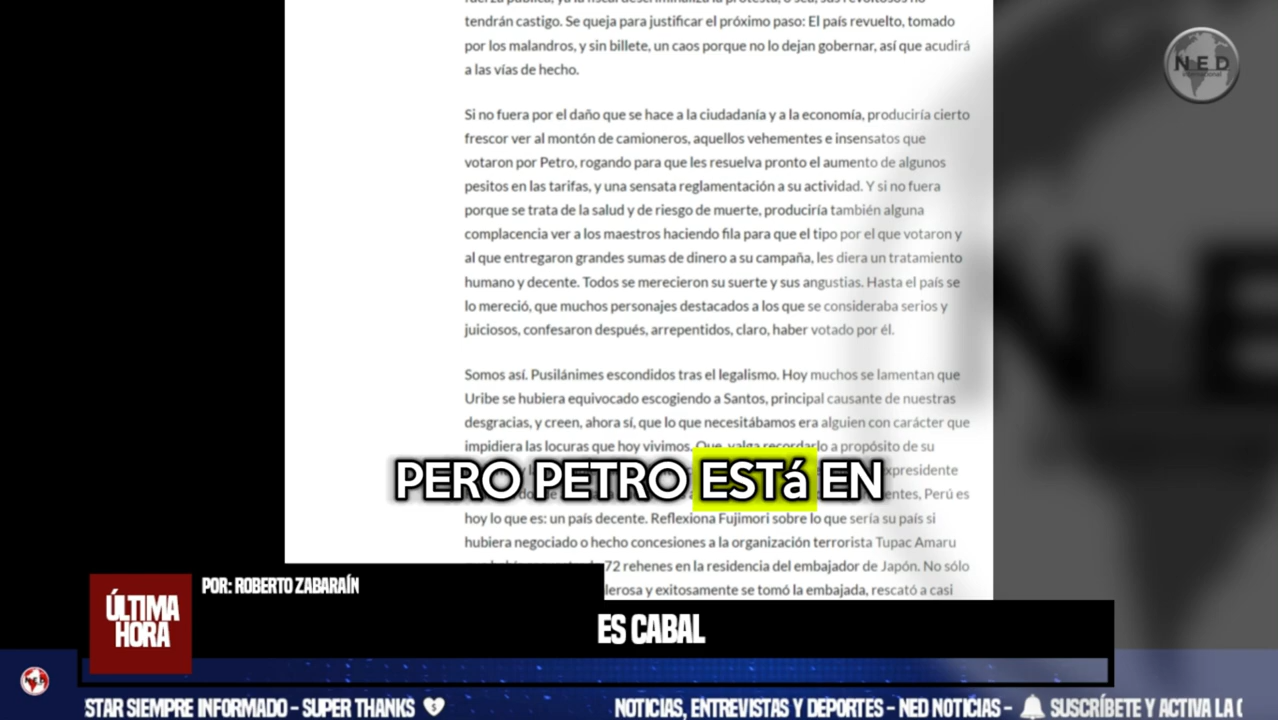 tendrán castigo. Se queja para justificar el próximo paso: El país revuelto, tomado
por los malandros, y sin billete, un caos porque no lo dejan gobernar, así que acudirá
a las vías de hecho.
NED
international
Si no fuera por el daño que se hace a la ciudadanía y a la economía, produciría cierto
frescor ver al montón de camioneros, aquellos vehementes e insensatos que
votaron por Petro, rogando para que les resuelva pronto el aumento de algunos
pesitos en las tarifas, y una sensata reglamentación a su actividad. Y si no fuera
porque se trata de la salud y de riesgo de muerte, produciría también alguna
complacencia ver a los maestros haciendo fila para que el tipo por el que votaron y
al que entregaron grandes sumas de dinero a su campaña, les diera un tratamiento
humano y decente. Todos se merecieron su suerte y sus angustias. Hasta el país se
lo mereció, que muchos personajes destacados a los que se consideraba serios y
juiciosos, confesaron después, arrepentidos, claro, haber votado por él.
Somos así. Pusilánimes escondidos tras el legalismo. Hoy muchos se lamentan que
Uribe se hubiera equivocado escogiendo a Santos, principal causante de nuestras
desgracias, y creen, ahora sí, que lo que necesitábamos era alguien con carácter que
impidiera las locuras que hoy vivimos. Que, valga recordarlo a propósito de su
expresidente
PERO PETRO ESTá EN
Perú es
hoy lo que es: un país decente. Reflexiona Fujimori sobre lo que sería su país si
hubiera negociado o hecho concesiones a la organización terrorista Tupac Amaru
72 rehenes en la residencia del embajador de Japón. No sólo
y exitosamente se tomó la embajada, rescató a casi
POR: ROBERTO ZABARAÍN
ÚLTIMA
HORA
ES CABAL
STAR SIEMPRE INFORMADO - SUPER THANKS
NOTICIAS, ENTREVISTAS Y DEPORTES - NED NOTICIAS -
SUSCRÍBETE Y ACTIVA LA